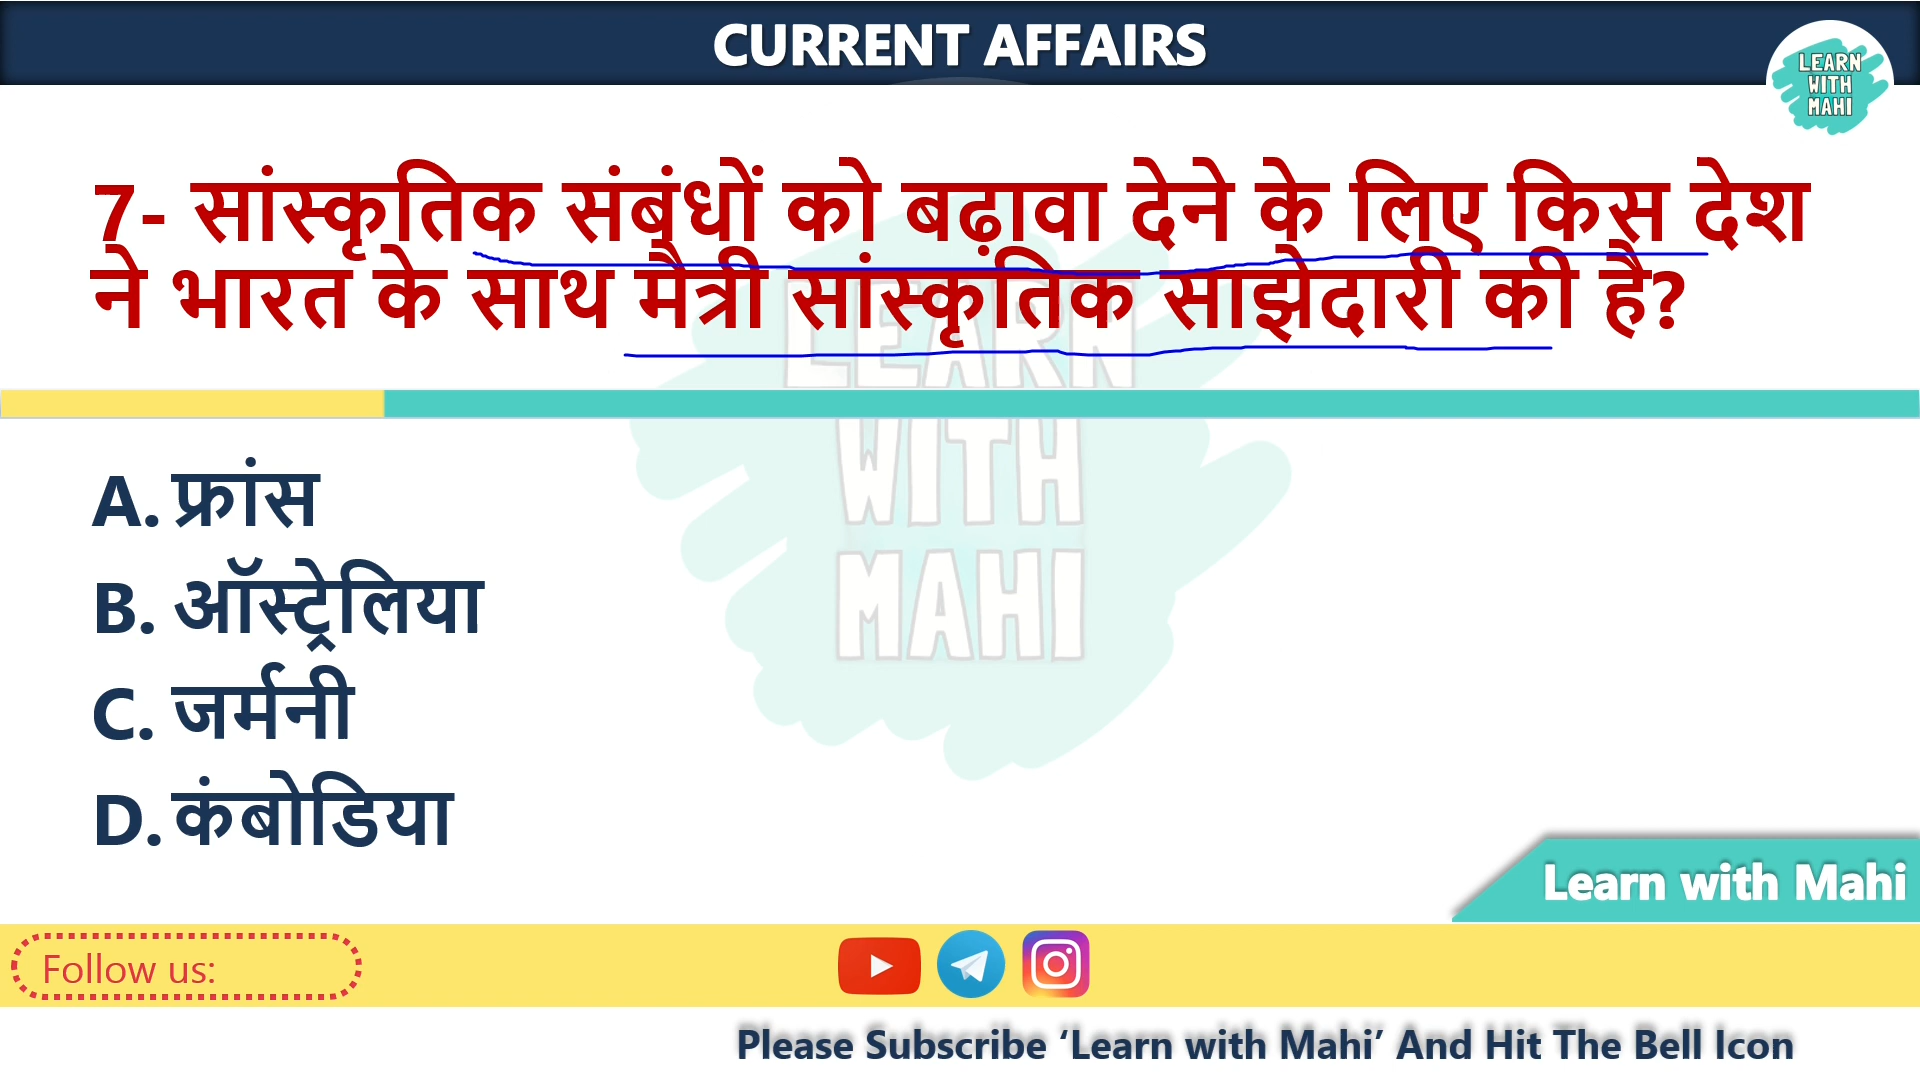 CURRENT AFFAIRS
LEARN
WITH
MAHI
7- सांस्कृतिक संबंधों को बढ़ावा देने के लिए किस देश
ने भारत के साथ मैत्री सांस्कृतिक साझेदारी की है?
LEARN
WITH
MAHI
A. फ्रांस
B. ऑस्ट्रेलिया
C. जर्मनी
D. कंबोडिया
Learn with Mahi
Follow us:
Please Subscribe ‘Learn with Mahi’ And Hit The Bell Icon